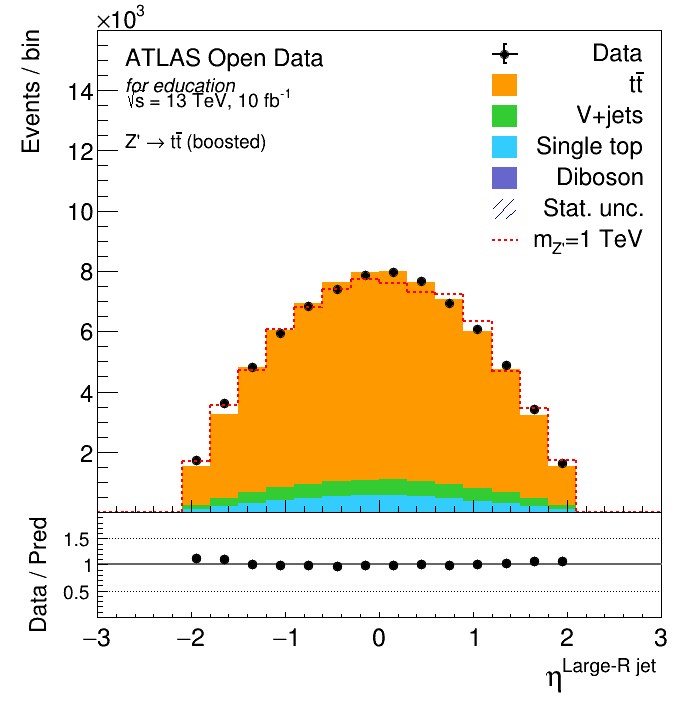 ×10³
Events / bin
14
12
10
8
6
4
2
ATLAS Open Data
for education
√s = 13 TeV, 10 fb⁻¹
Z' → tt̄ (boosted)
Data
tt̄
V+jets
Single top
Diboson
Stat. unc.
m_Z'=1 TeV
Data / Pred
1.5
1
0.5
−3 −2 −1 0 1 2 3
η^Large-R jet